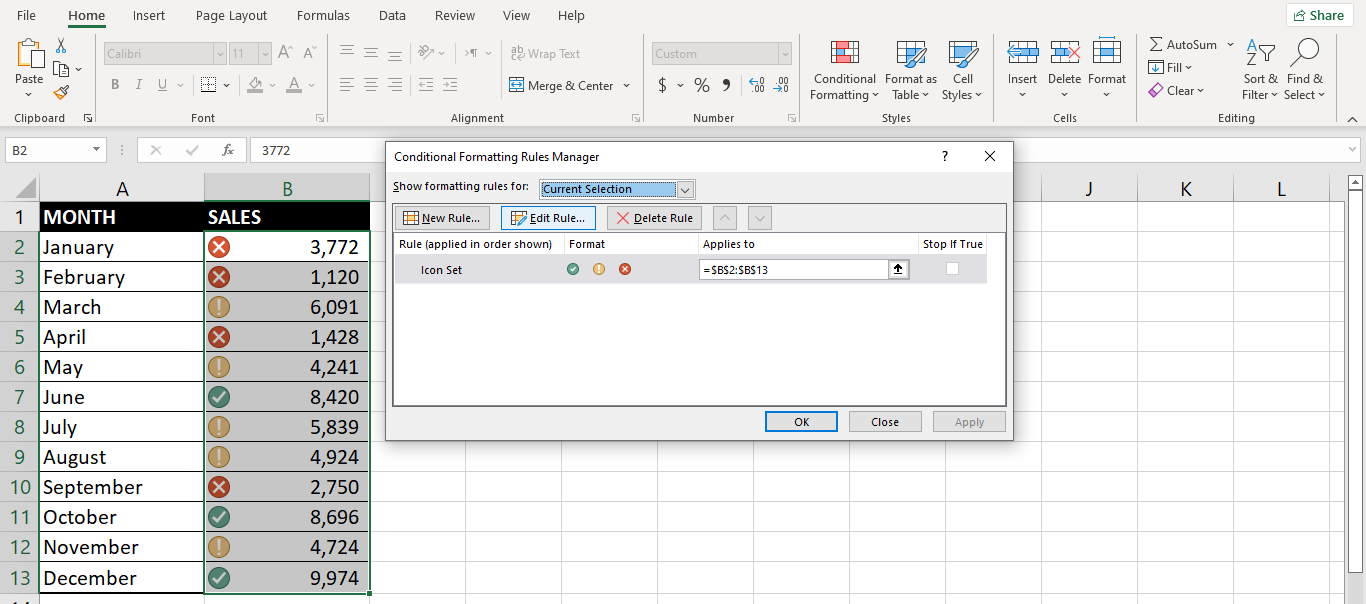 File Home Insert Page Layout Formulas Data Review View Help Share
Calibri 11 Wrap Text Custom AutoSum
Paste Conditional Format as Cell Insert Delete Format Fill Sort & Find &
B I U A Merge & Center $ % Formatting Table Styles Clear Filter Select
Clipboard Font Alignment Number Styles Cells Editing
B2 fx 3772
Conditional Formatting Rules Manager ?
Show formatting rules for: Current Selection
New Rule... Edit Rule... Delete Rule
Rule (applied in order shown) Format Applies to Stop If True
Icon Set =$B$2:$B$13
OK Close Apply
A B J K L
1 MONTH SALES
2 January 3,772
3 February 1,120
4 March 6,091
5 April 1,428
6 May 4,241
7 June 8,420
8 July 5,839
9 August 4,924
10 September 2,750
11 October 8,696
12 November 4,724
13 December 9,974